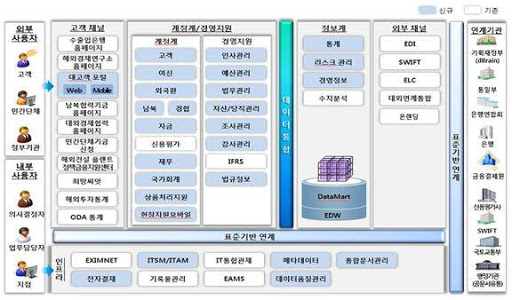 신규
기존
외부
사용자
고객
민간단체
정부기관
내부
사용자
의사결정자
업무담당자
지점
고객 채널
수출입은행
홈페이지
해외경제연구소
홈페이지
대고객 포털
Web
Mobile
남북협력기금
홈페이지
대외협력기금
홈페이지
민간단체기금
신청
해외건설 플랜트
정책금융지원센터
희망씨앗
해외투자통계
ODA 통계
계정계/경영지원
계정계
고객
여신
외국환
남북
경협
자금
신용평가
재무
국가회계
상품처리지원
현장지원모바일
경영지원
인사관리
예산관리
법무관리
자산/당직관리
조사관리
감사관리
IFRS
법규정보
데이터통합
정보계
통계
리스크 관리
경영정보
수지분석
DataMart
EDW
외부 채널
EDI
SWIFT
ELC
대외연계통합
온렌딩
표준기반 연계
연계기관
기획재정부
(dBrain)
통일부
은행연합회
은행
금융결제원
신용평가사
SWIFT
국토교통부
행정기관
(공문서유통)
표준기반 연계
인프라
EXIMNET
ITSM/ITAM
IT통합관제
메타데이터
통합문서관리
전자결재
기록물관리
EAMS
데이터품질관리